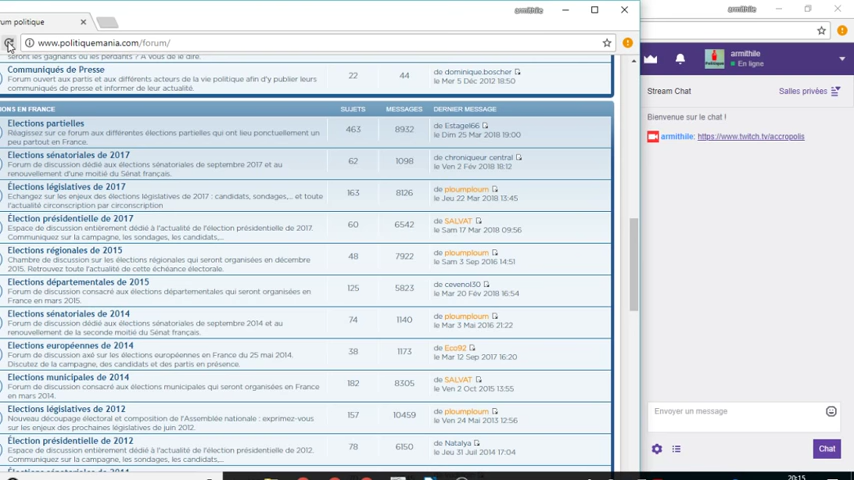 armithile
um politique
www.politiquemania.com/forum/
armithile
En ligne
seront les gagnants ou les perdants ? A vous de le dire.
Communiqués de Presse
Forum ouvert aux partis et aux différents acteurs de la vie politique afin d'y publier leurs
communiqués de presse et informer de leur actualité.
22 44 de dominique.boscher
le Mer 5 Déc 2012 18:50
Stream Chat Salles privées
Bienvenue sur le chat !
armithile: https://www.twitch.tv/accropolis
IONS EN FRANCE SUJETS MESSAGES DERNIER MESSAGE
Elections partielles
Réagissez sur ce forum aux différents élections partielles qui ont lieu ponctuellement un
peu partout en France.
463 8932 de Estagel66
le Dim 25 Mar 2018 19:00
Elections sénatoriales de 2017
Forum de discussion dédié aux élections sénatoriales de septembre 2017 et au
renouvellement d'une moitié du Sénat français.
62 1098 de chroniqueur central
le Ven 2 Fév 2018 18:12
Élections législatives de 2017
Echangez sur les enjeux des élections législatives de 2017 : candidats, sondages,... et toute
l'actualité circonscription par circonscription
163 8126 de ploumploum
le Jeu 22 Mar 2018 13:45
Élection présidentielle de 2017
Espace de discussion entièrement dédié à l'actualité de l'élection présidentielle de 2017.
Communiquez sur la campagne, les sondages, les candidats,...
60 6542 de SALVAT
le Sam 17 Mar 2018 09:56
Elections régionales de 2015
Chambre de discussion sur les élections régionales qui seront organisées en décembre
2015. Retrouvez toute l'actualité de cette échéance électorale.
48 7922 de ploumploum
le Sam 3 Sep 2016 14:51
Elections départementales de 2015
Forum de discussion consacré aux élections départementales qui seront organisées en
France en mars 2015.
125 5823 de cevenol30
le Mar 20 Fév 2018 16:54
Elections sénatoriales de 2014
Forum de discussion dédié aux élections sénatoriales de septembre 2014 et au
renouvellement de la seconde moitié du Sénat français.
74 1140 de ploumploum
le Mar 3 Mai 2016 21:22
Elections européennes de 2014
Forum de discussion axé sur les élections européennes en France du 25 mai 2014.
Discutez de la campagne, des candidats et des partis en présence.
38 1173 de Eco92
le Mar 12 Sep 2017 16:20
Elections municipales de 2014
Forum de discussion consacré aux élections municipales qui seront organisées en France
en mars 2014.
182 8305 de SALVAT
le Ven 2 Oct 2015 13:55
Elections législatives de 2012
Nouveau découpage électoral et composition de l'Assemblée nationale : exprimez-vous
sur les enjeux des prochaines législatives de juin 2012.
157 10459 de ploumploum
le Ven 24 Mai 2013 12:56
Élection présidentielle de 2012
Espace de discussion entièrement dédié à l'actualité de l'élection présidentielle de 2012.
Communiquez sur la campagne, les sondages, les candidats,...
78 6150 de Natalya
le Jeu 31 Juil 2014 17:04
Elections sénatoriales de 2011
Envoyer un message
Chat
20:15